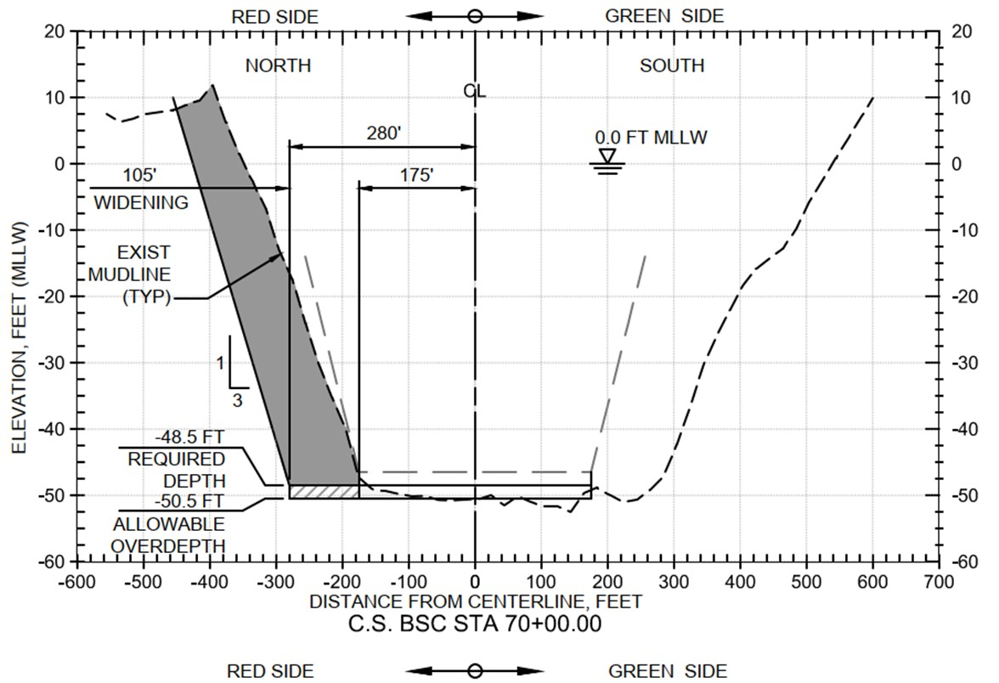 RED SIDE GREEN SIDE
20 20
NORTH SOUTH
10 CL 10
280' 0.0 FT MLLW
0 0
105' 175'
WIDENING
-10 -10
EXIST
MUDLINE
(TYP)
-20 -20
ELEVATION, FEET (MLLW)
-30 1 -30
3
-40 -40
-48.5 FT
REQUIRED
DEPTH
-50 -50
-50.5 FT
ALLOWABLE
OVERDEPTH
-60 -60
-600 -500 -400 -300 -200 -100 0 100 200 300 400 500 600 700
DISTANCE FROM CENTERLINE, FEET
C.S. BSC STA 70+00.00
RED SIDE GREEN SIDE